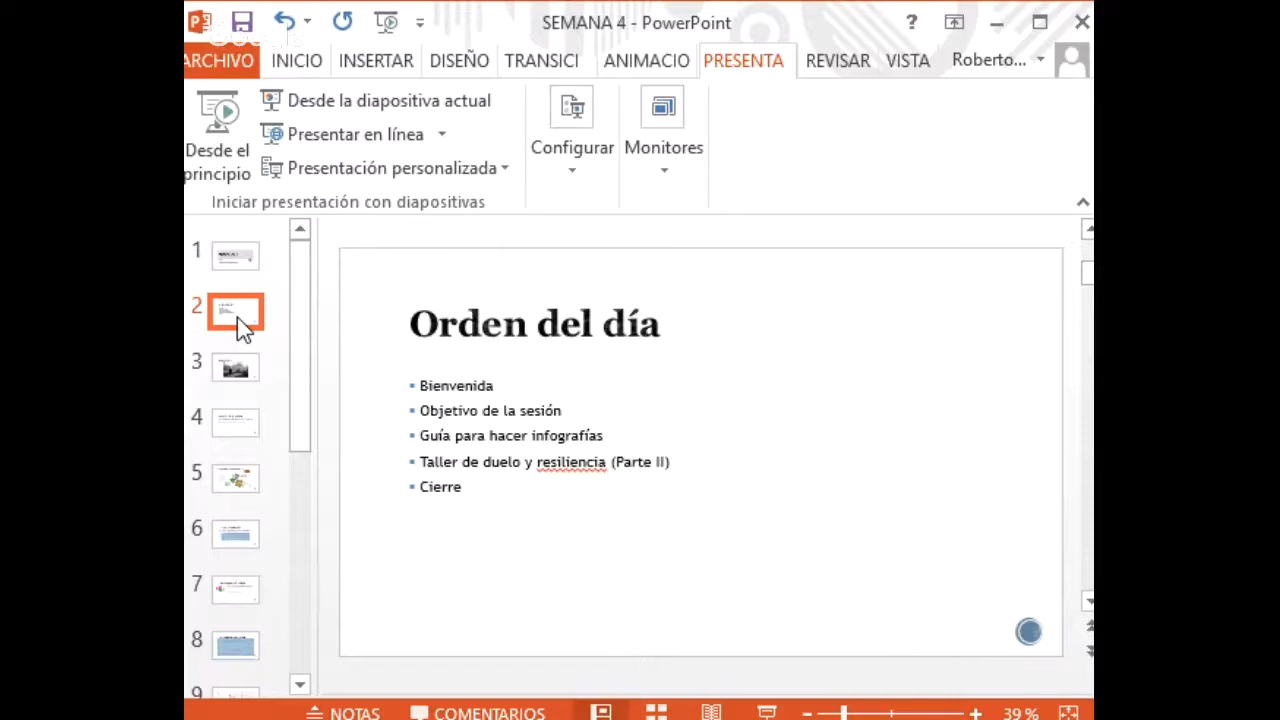 SEMANA 4 - PowerPoint
?
ARCHIVO INICIO INSERTAR DISEÑO TRANSICI ANIMACIO PRESENTA REVISAR VISTA Roberto...
Desde el principio
Desde la diapositiva actual
Presentar en línea
Presentación personalizada
Configurar
Monitores
Iniciar presentación con diapositivas
1
2
3
4
5
6
7
8
9
Orden del día
Bienvenida
Objetivo de la sesión
Guía para hacer infografías
Taller de duelo y resiliencia (Parte II)
Cierre
NOTAS COMENTARIOS 39 %